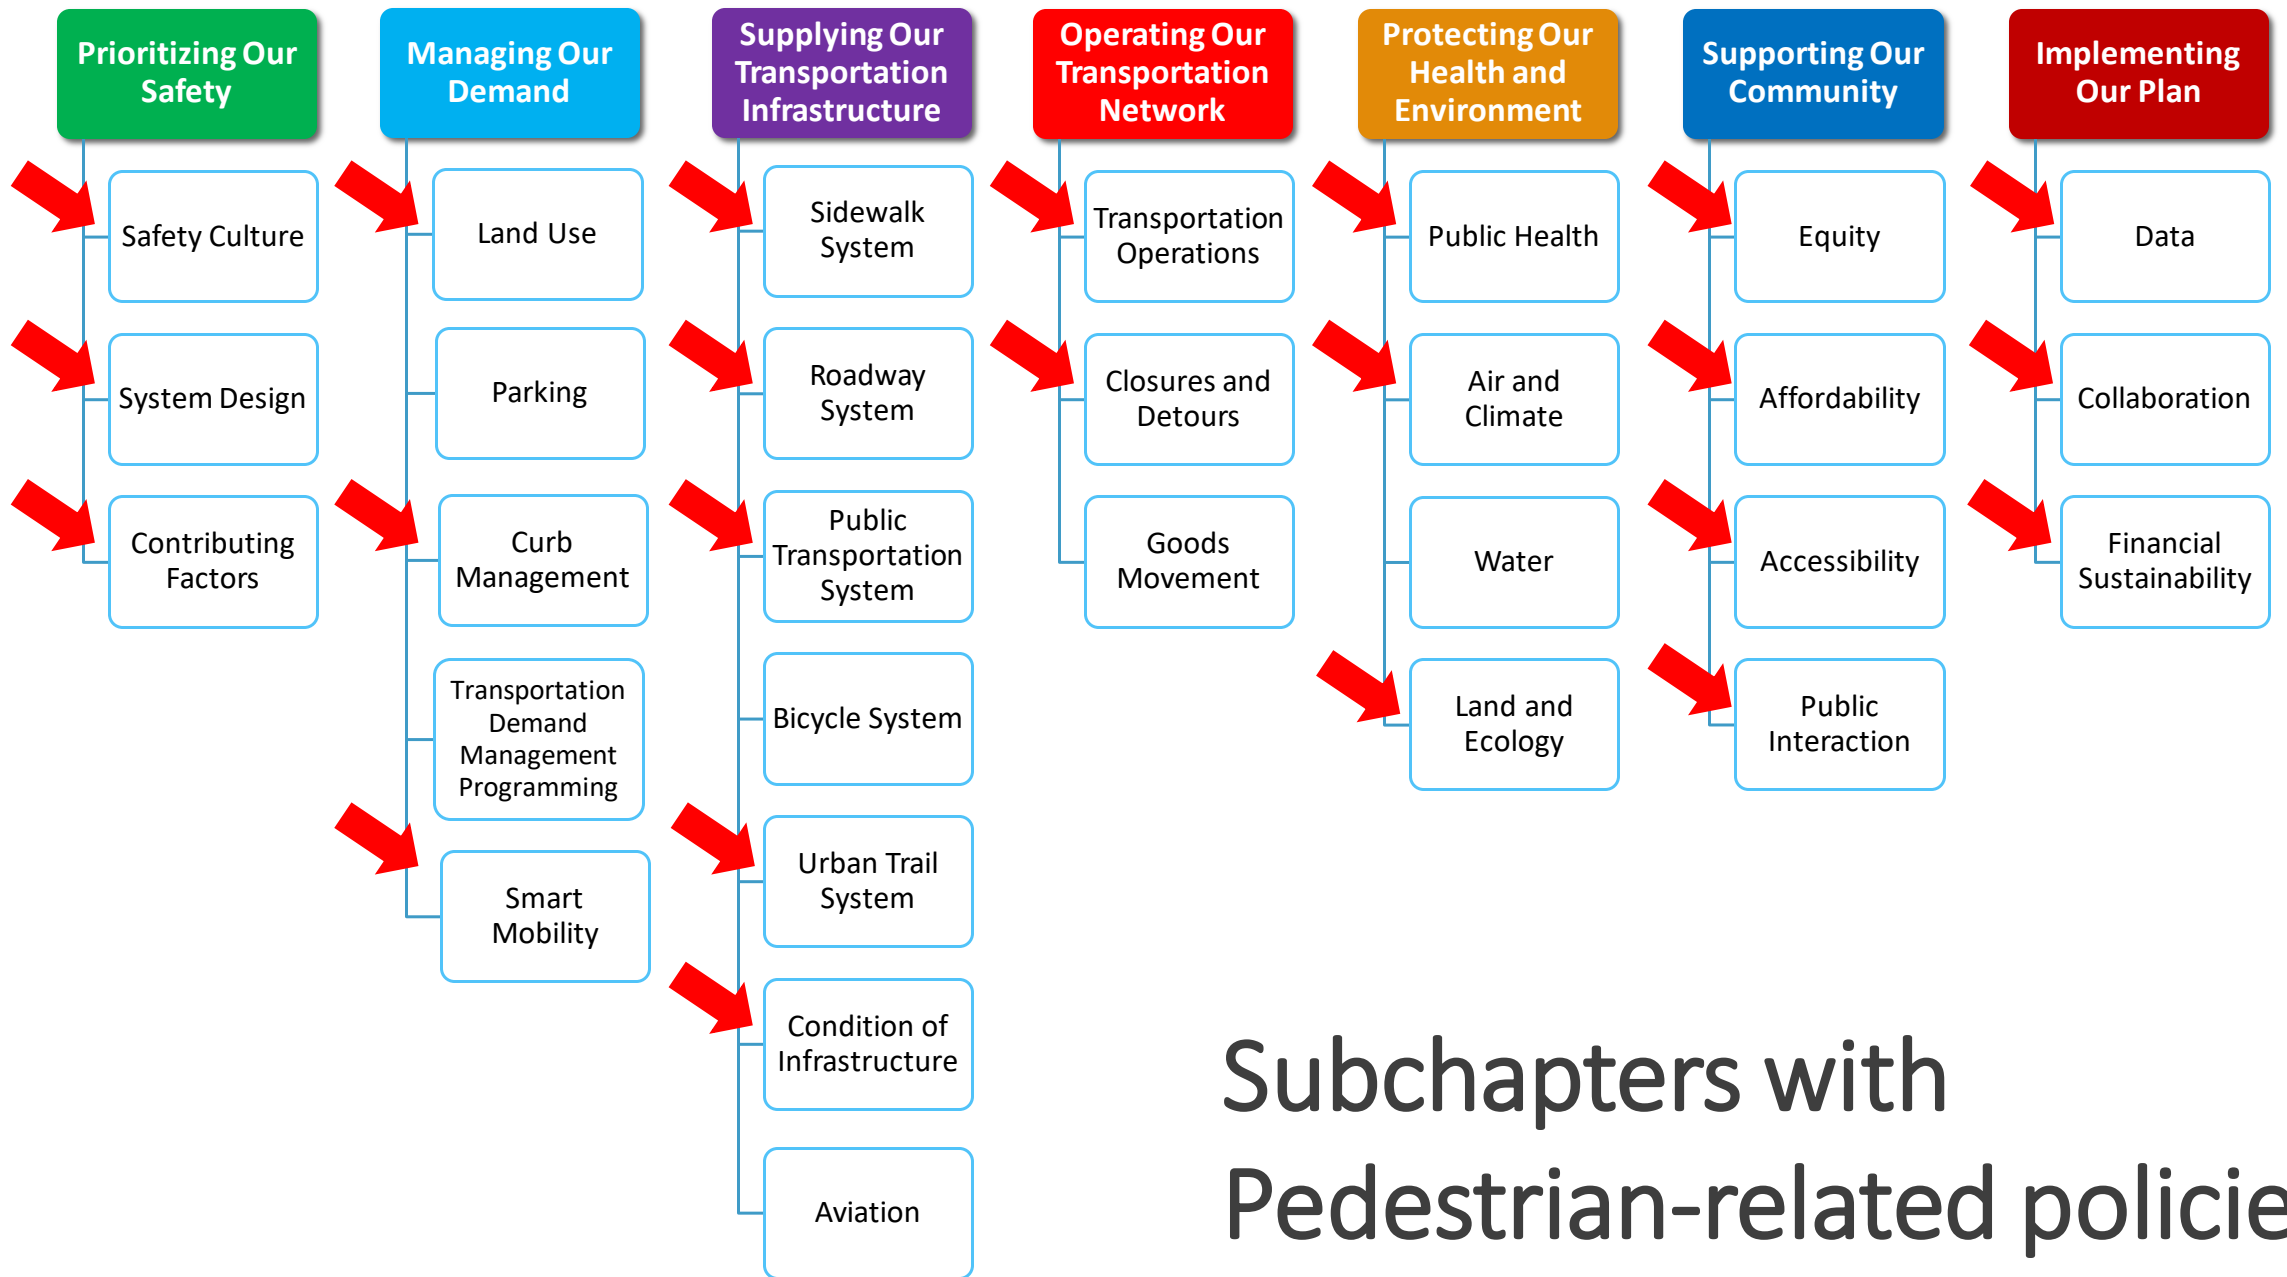 Prioritizing Our
Safety
Safety Culture
System Design
Contributing
Factors
Managing Our
Demand
Land Use
Parking
Curb
Management
Transportation
Demand
Management
Programming
Smart
Mobility
Supplying Our
Transportation
Infrastructure
Sidewalk
System
Roadway
System
Public
Transportation
System
Bicycle System
Urban Trail
System
Condition of
Infrastructure
Aviation
Operating Our
Transportation
Network
Transportation
Operations
Closures and
Detours
Goods
Movement
Protecting Our
Health and
Environment
Public Health
Air and
Climate
Water
Land and
Ecology
Supporting Our
Community
Equity
Affordability
Accessibility
Public
Interaction
Implementing
Our Plan
Data
Collaboration
Financial
Sustainability
Subchapters with
Pedestrian-related policie